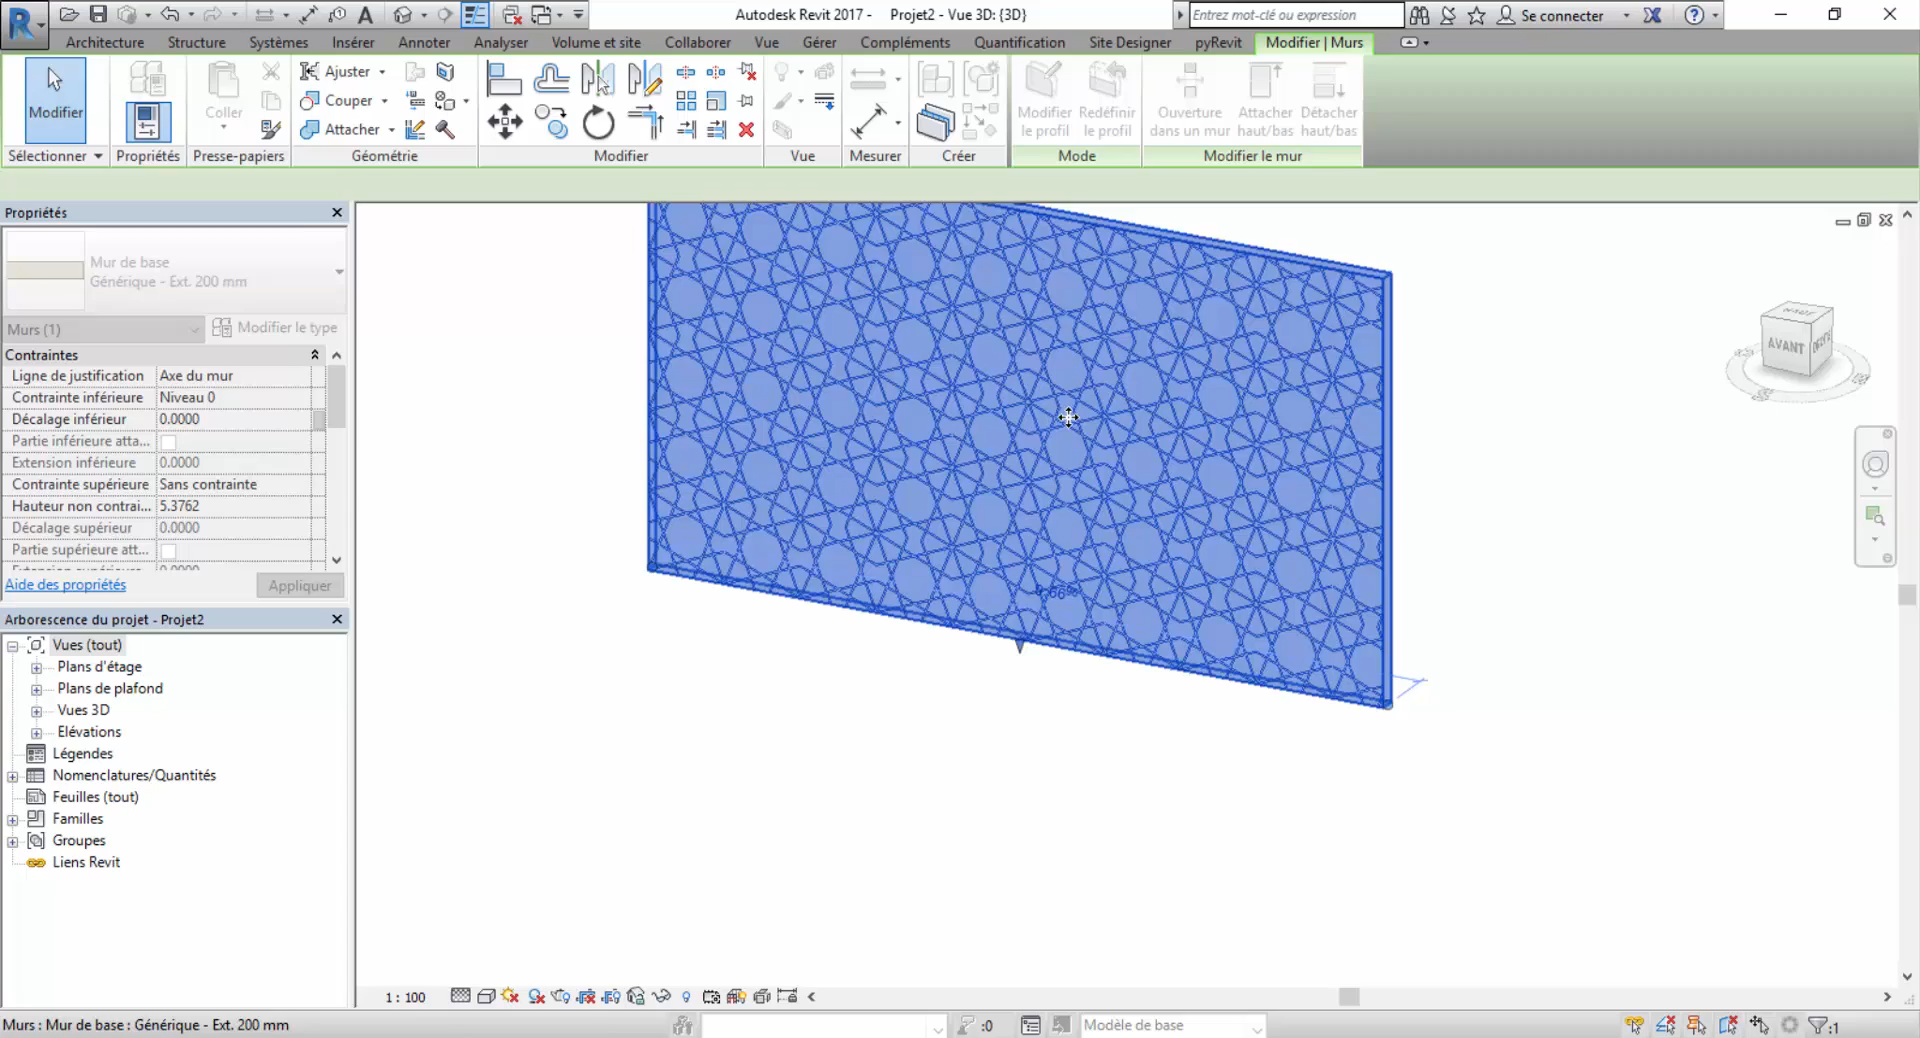 Autodesk Revit 2017 - Projet2 - Vue 3D: {3D}
Entrez mot-clé ou expression
Se connecter
Architecture Structure Systèmes Insérer Annoter Analyser Volume et site Collaborer Vue Gérer Compléments Quantification Site Designer pyRevit Modifier | Murs
Modifier
Coller
Ajuster
Couper
Attacher
Modifier le profil
Redéfinir le profil
Ouverture dans un mur
Attacher haut/bas
Détacher haut/bas
Sélectionner Propriétés Presse-papiers Géométrie Modifier Vue Mesurer Créer Mode Modifier le mur
Propriétés
Mur de base
Générique - Ext. 200 mm
Murs (1) Modifier le type
Contraintes
Ligne de justification Axe du mur
Contrainte inférieure Niveau 0
Décalage inférieur 0.0000
Partie inférieure atta...
Extension inférieure 0.0000
Contrainte supérieure Sans contrainte
Hauteur non contrai... 5.3762
Décalage supérieur 0.0000
Partie supérieure att...
Aide des propriétés Appliquer
Arborescence du projet - Projet2
Vues (tout)
Plans d'étage
Plans de plafond
Vues 3D
Elévations
Légendes
Nomenclatures/Quantités
Feuilles (tout)
Familles
Groupes
Liens Revit
AVANT
1 : 100
Murs : Mur de base : Générique - Ext. 200 mm
:0
Modèle de base
:1